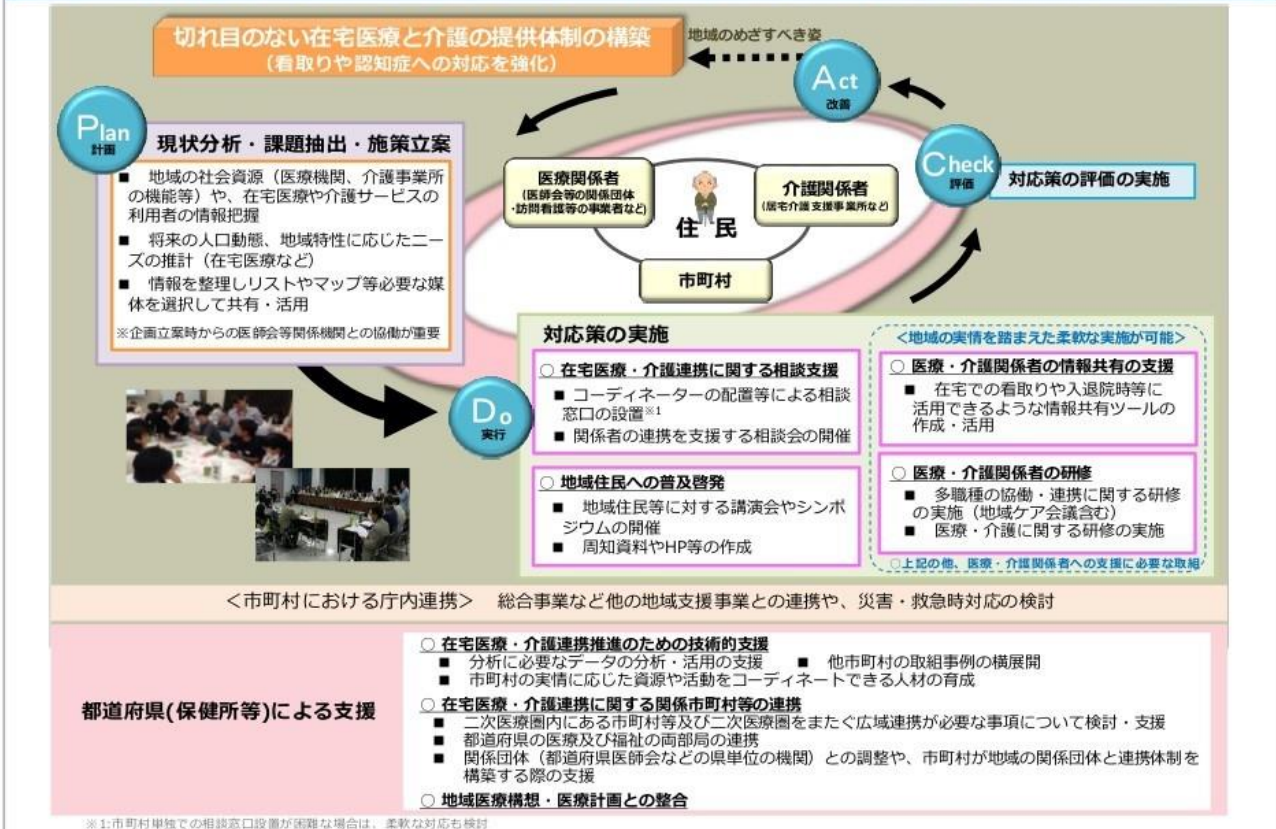 切れ目のない在宅医療と介護の提供体制の構築
(看取りや認知症への対応を強化)
地域のめざすべき姿
Act
改善
Plan
計画
現状分析・課題抽出・施策立案
■ 地域の社会資源（医療機関、介護事業所
の機能等）や、在宅医療や介護サービスの
利用者の情報把握
■ 将来の人口動態、地域特性に応じたニー
ズの推計（在宅医療など）
■ 情報を整理しリストやマップ等必要な媒
体を選択して共有・活用
※企画立案時からの医師会等関係機関との協働が重要
医療関係者
(医師会等の関係団体
・訪問看護等の事業者など)
介護関係者
(居宅介護支援事業所など)
住 民
市町村
Check
評価
対応策の評価の実施
Do
実行
対応策の実施
○ 在宅医療・介護連携に関する相談支援
■ コーディネーターの配置等による相談
窓口の設置※1
■ 関係者の連携を支援する相談会の開催
○ 地域住民への普及啓発
■ 地域住民等に対する講演会やシンポ
ジウムの開催
■ 周知資料やHP等の作成
＜地域の実情を踏まえた柔軟な実施が可能＞
○ 医療・介護関係者の情報共有の支援
■ 在宅での看取りや入退院時等に
活用できるような情報共有ツールの
作成・活用
○ 医療・介護関係者の研修
■ 多職種の協働・連携に関する研修
の実施（地域ケア会議含む）
■ 医療・介護に関する研修の実施
○上記の他、医療・介護関係者への支援に必要な取組
＜市町村における庁内連携＞ 総合事業など他の地域支援事業との連携や、災害・救急時対応の検討
都道府県(保健所等)による支援
○ 在宅医療・介護連携推進のための技術的支援
■ 分析に必要なデータの分析・活用の支援 ■ 他市町村の取組事例の横展開
■ 市町村の実情に応じた資源や活動をコーディネートできる人材の育成
○ 在宅医療・介護連携に関する関係市町村等の連携
■ 二次医療圏内にある市町村等及び二次医療圏をまたぐ広域連携が必要な事項について検討・支援
■ 都道府県の医療及び福祉の両部局の連携
■ 関係団体（都道府県医師会などの県単位の機関）との調整や、市町村が地域の関係団体と連携体制を
構築する際の支援
○ 地域医療構想・医療計画との整合
※1:市町村単独での相談窓口設置が困難な場合は、柔軟な対応も検討